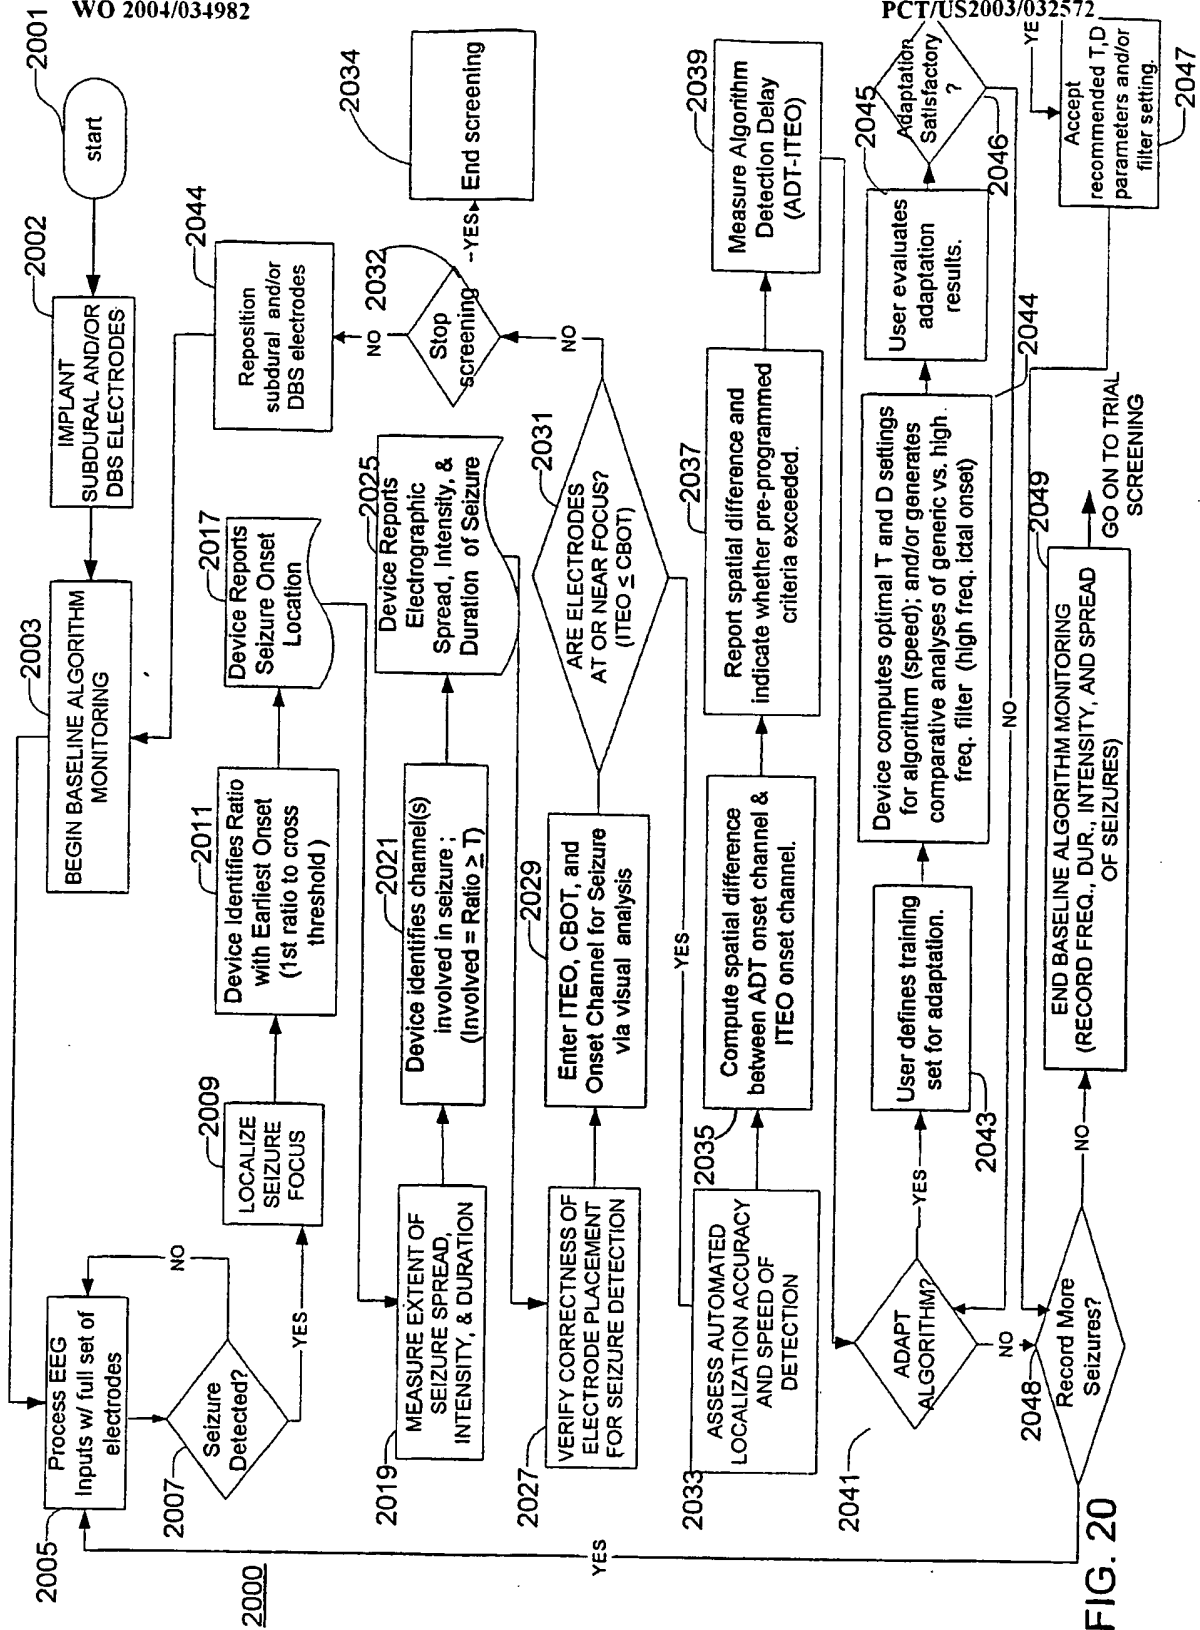 WO 2004/034982
PCT/US2003/032572
2001
start
2002
IMPLANT
SUBDURAL AND/OR
DBS ELECTRODES
2003
BEGIN BASELINE ALGORITHM
MONITORING
2005
Process EEG
Inputs w/ full set of
electrodes
2007
Seizure
Detected?
NO
YES
2009
LOCALIZE
SEIZURE
FOCUS
2011
Device Identifies Ratio
with Earliest Onset
(1st ratio to cross
threshold)
2017
Device Reports
Seizure Onset
Location
2019
MEASURE EXTENT OF
SEIZURE SPREAD,
INTENSITY, & DURATION
2021
Device identifies channel(s)
involved in seizure ;
(Involved = Ratio ≥ T)
2025
Device Reports
Electrographic
Spread, Intensity, &
Duration of Seizure
2027
VERIFY CORRECTNESS OF
ELECTRODE PLACEMENT
FOR SEIZURE DETECTION
2029
Enter ITEO, CBOT, and
Onset Channel for Seizure
via visual analysis
2031
ARE ELECTRODES
AT OR NEAR FOCUS?
(ITEO ≤ CBOT)
NO
YES
2032
Stop
screening
NO
YES
2034
End screening
2044
Reposition
subdural and/or
DBS electrodes
2033
ASSESS AUTOMATED
LOCALIZATION ACCURACY
AND SPEED OF
DETECTION
2035
Compute spatial difference
between ADT onset channel &
ITEO onset channel.
2037
Report spatial difference and
indicate whether pre-programmed
criteria exceeded.
2039
Measure Algorithm
Detection Delay
(ADT-ITEO)
2041
ADAPT
ALGORITHM?
YES
NO
2043
User defines training
set for adaptation.
2044
Device computes optimal T and D settings
for algorithm (speed); and/or generates
comparative analyses of generic vs. high
freq. filter (high freq. ictal onset)
2045
User evaluates
adaptation
results.
2046
Adaptation
Satisfactory
?
NO
YE
2047
Accept
recommended T,D
parameters and/or
filter setting.
2048
Record More
Seizures?
NO
YES
2049
END BASELINE ALGORITHM MONITORING
(RECORD FREQ., DUR., INTENSITY, AND SPREAD
OF SEIZURES)
GO ON TO TRIAL
SCREENING
2000
FIG. 20